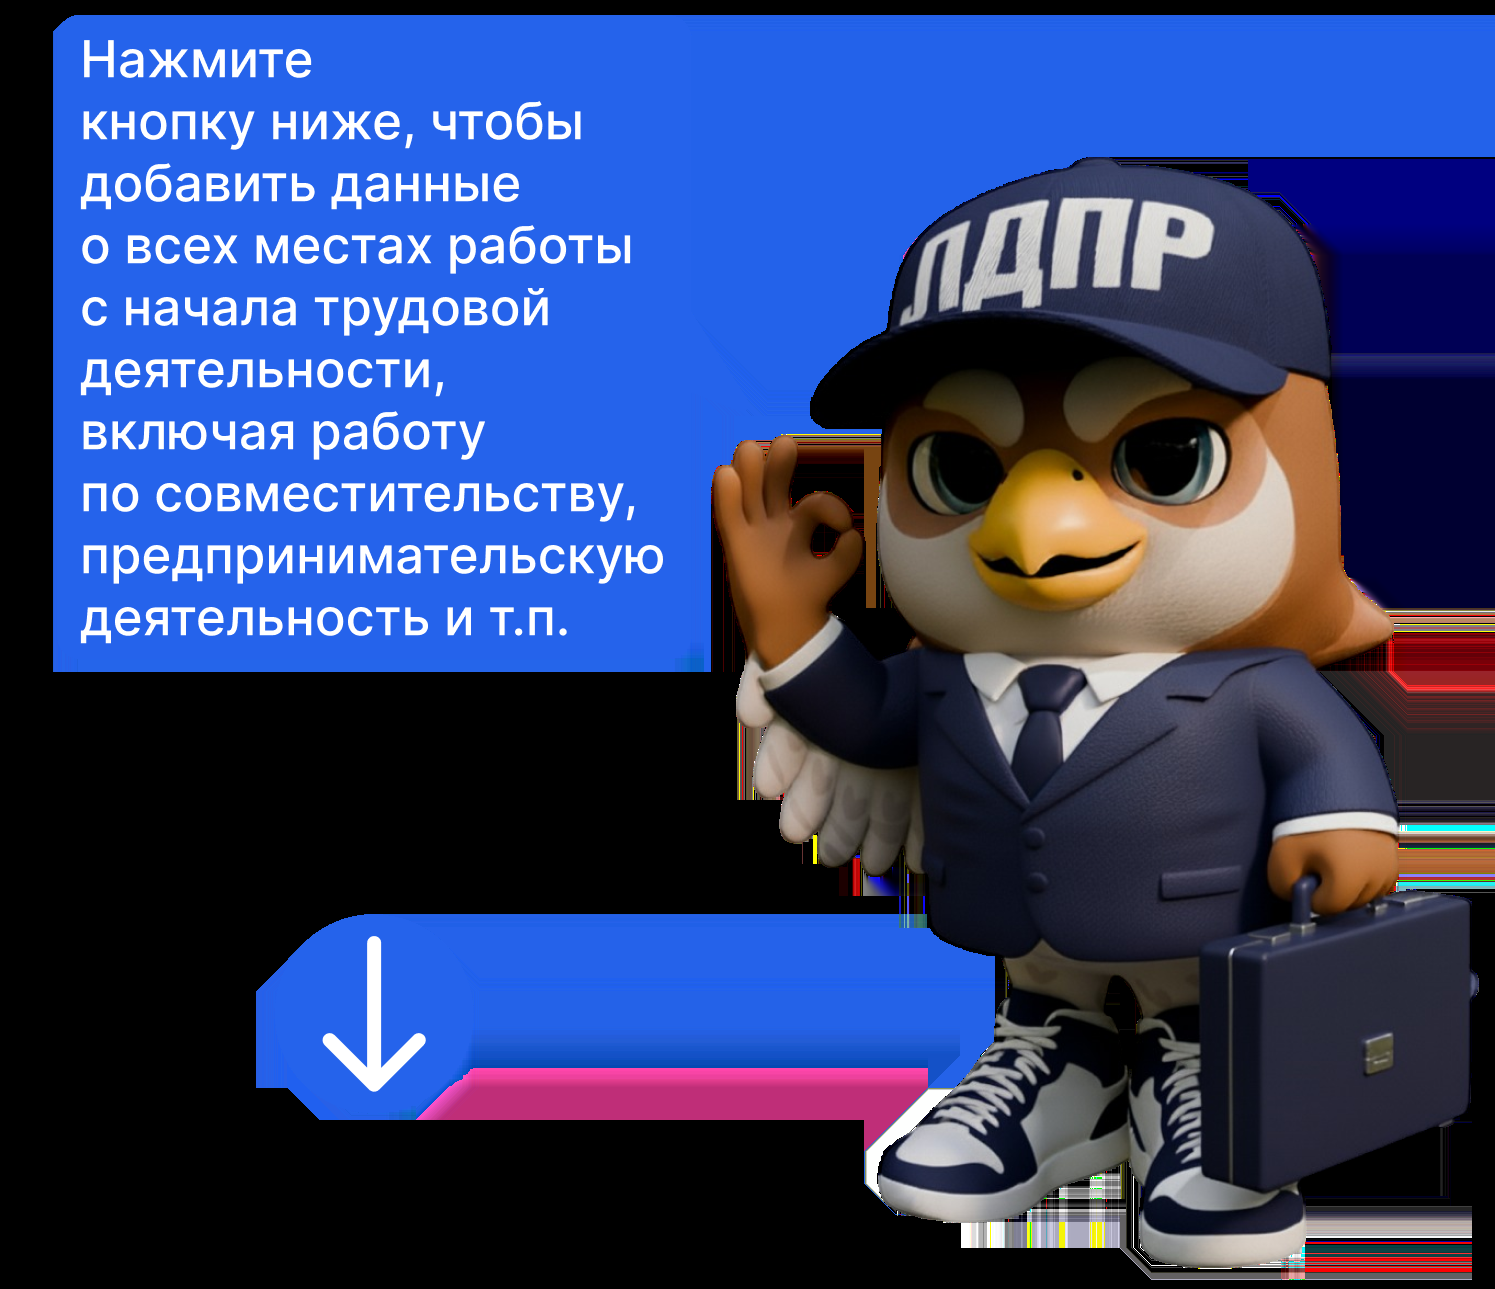 Нажмите
кнопку ниже, чтобы
добавить данные
о всех местах работы
с начала трудовой
деятельности,
включая работу
по совместительству,
предпринимательскую
деятельность и т.п.
ЛДПР